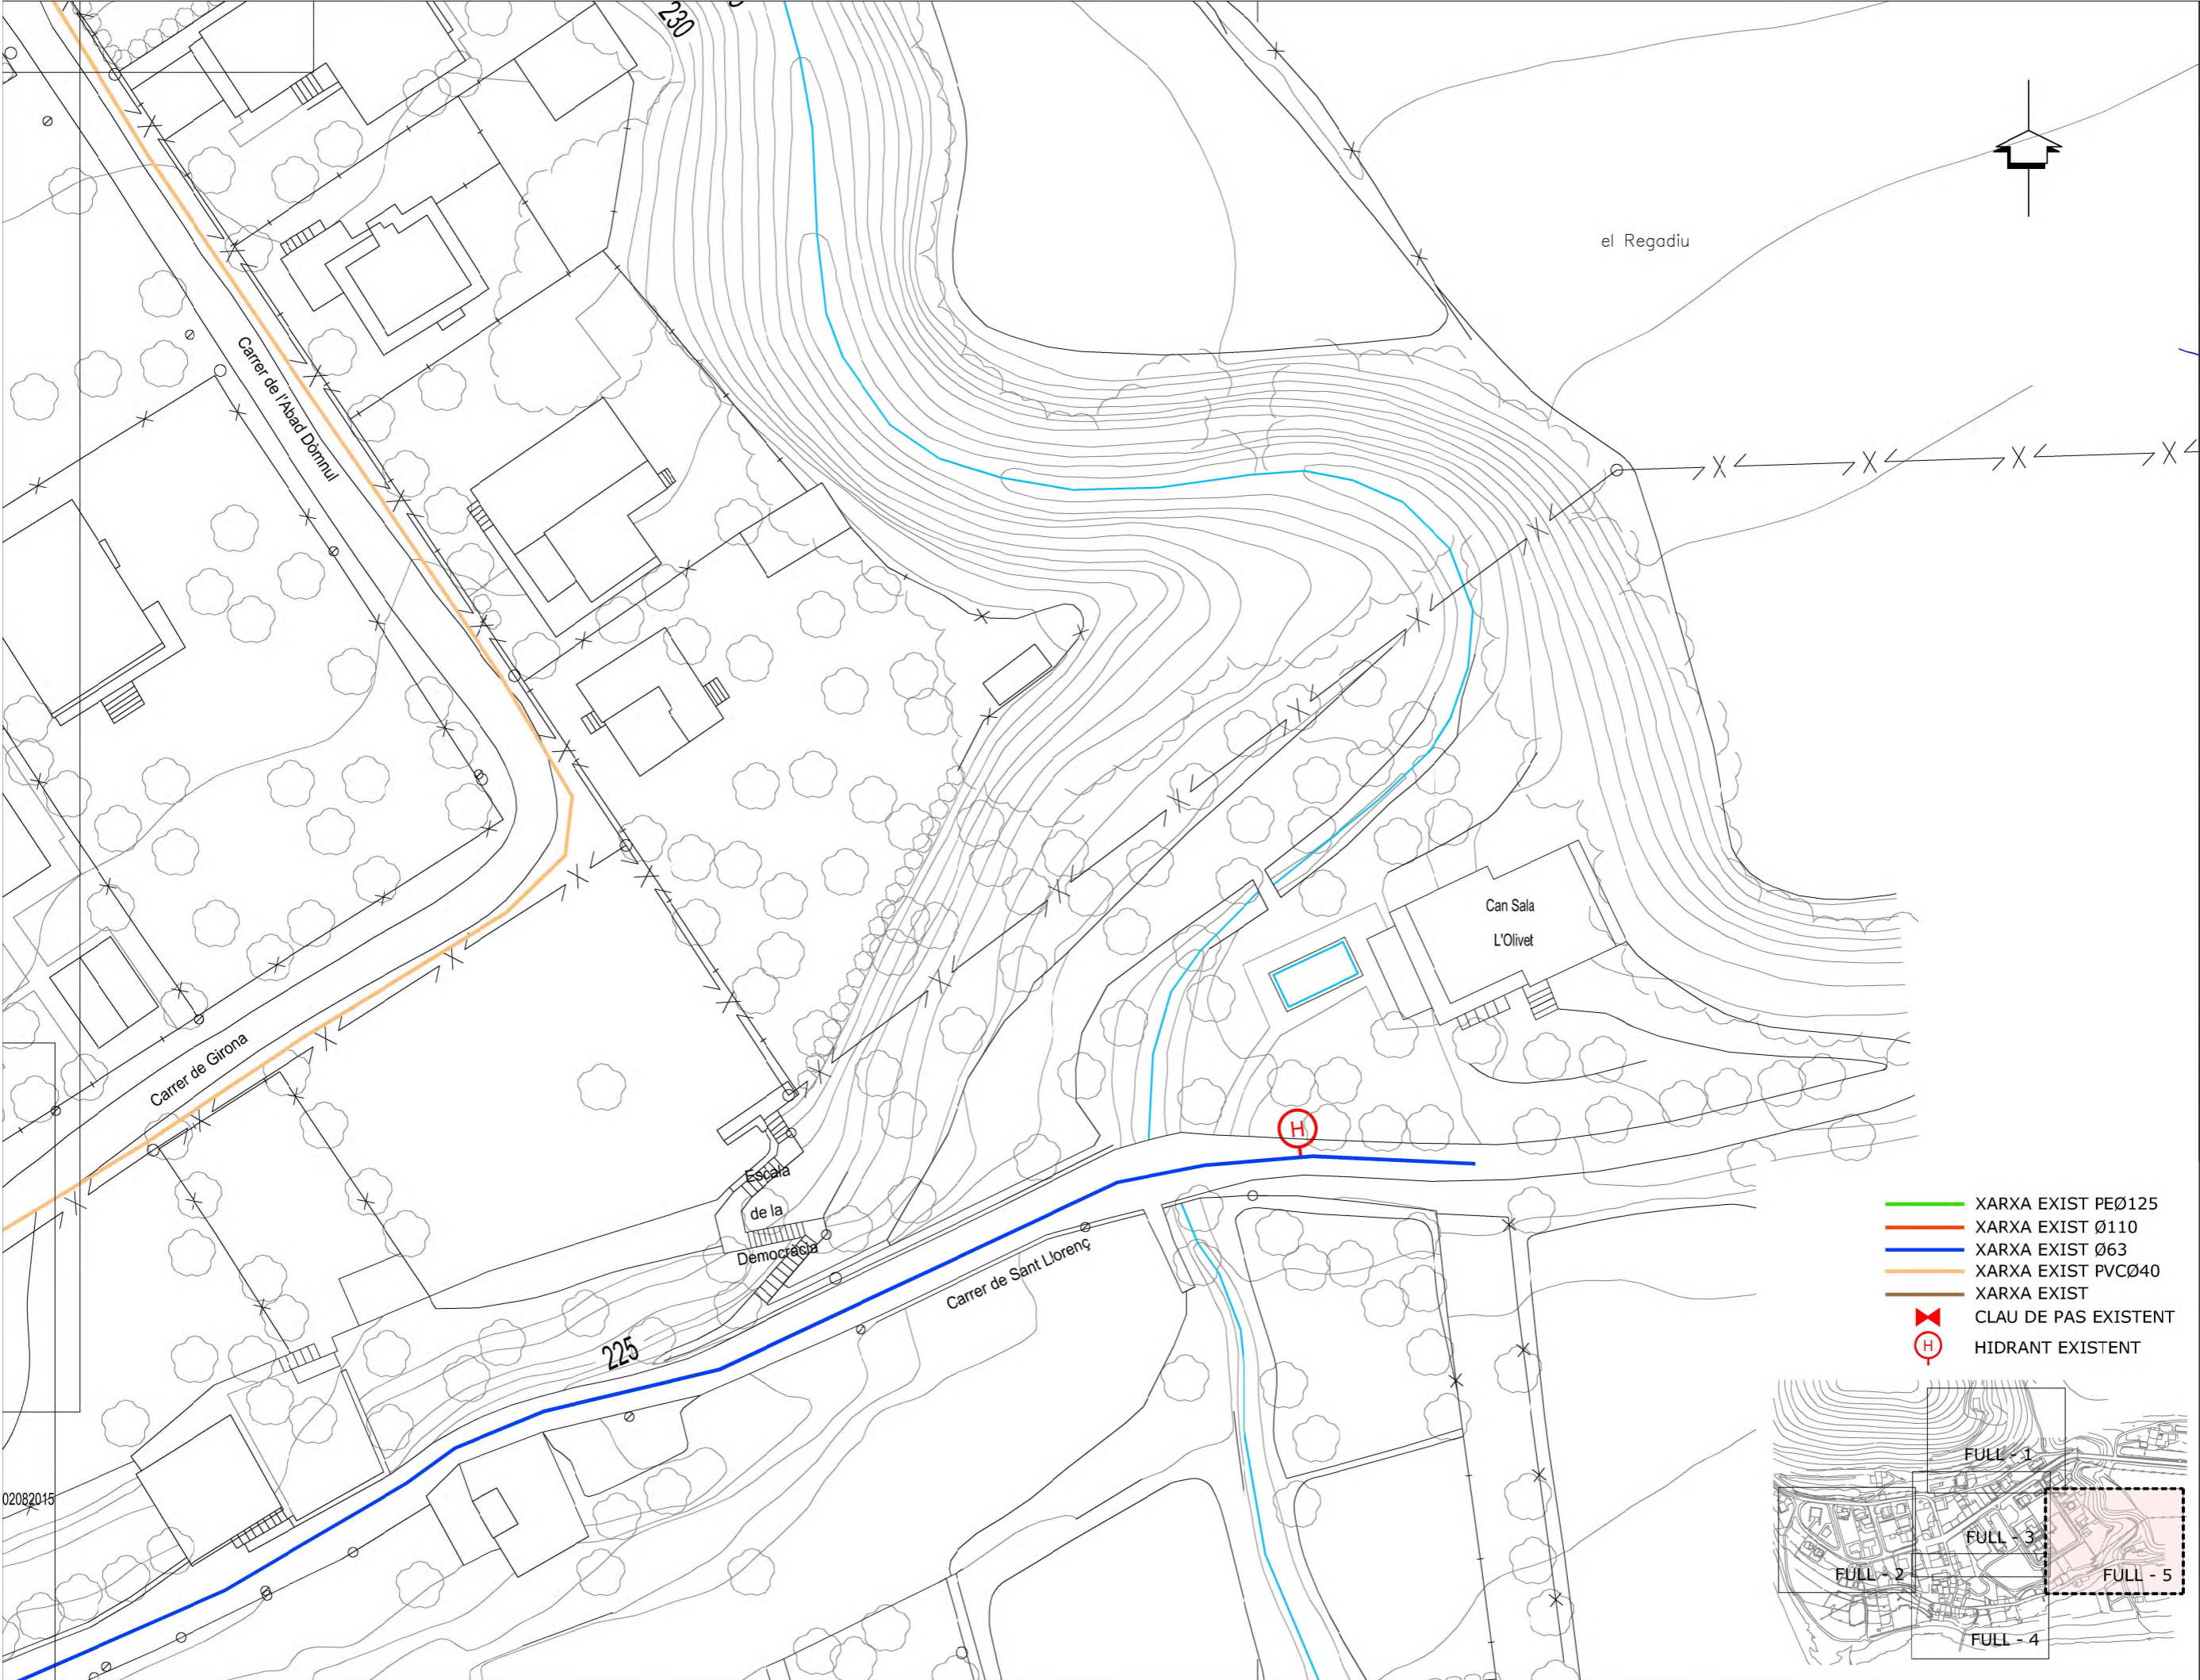 230
el Regadiu
Carrer de l'Abad Dòmnul
Can Sala
L'Olivet
Carrer de Girona
H
Escala
de la
Democràcia
Carrer de Sant Llorenç
225
02082015
XARXA EXIST PEØ125
XARXA EXIST Ø110
XARXA EXIST Ø63
XARXA EXIST PVCØ40
XARXA EXIST
CLAU DE PAS EXISTENT
H HIDRANT EXISTENT
FULL - 1
FULL - 3
FULL - 2
FULL - 5
FULL - 4